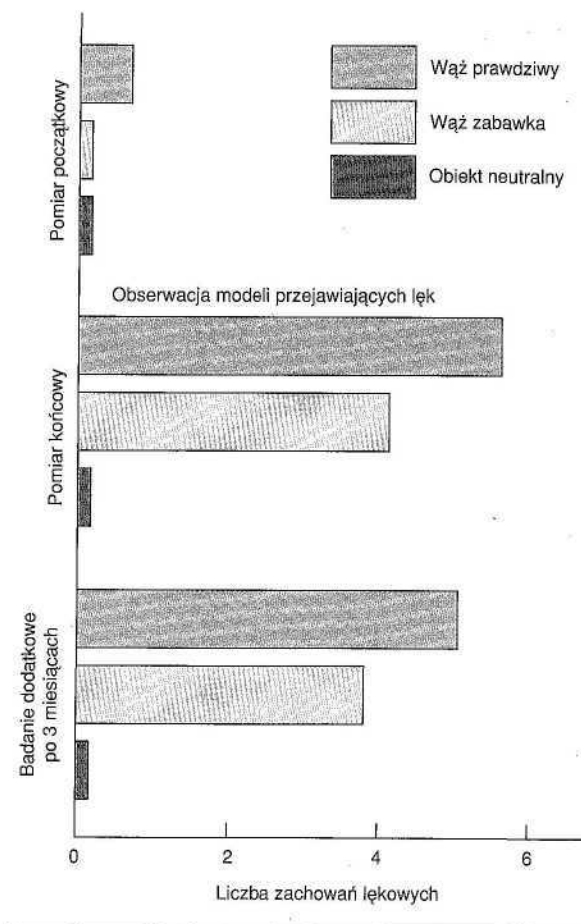 Wąż prawdziwy
Wąż zabawka
Obiekt neutralny
Pomiar początkowy
Obserwacja modeli przejawiających lęk
Pomiar końcowy
Badanie dodatkowe
po 3 miesiącach
0 2 4 6
Liczba zachowań lękowych